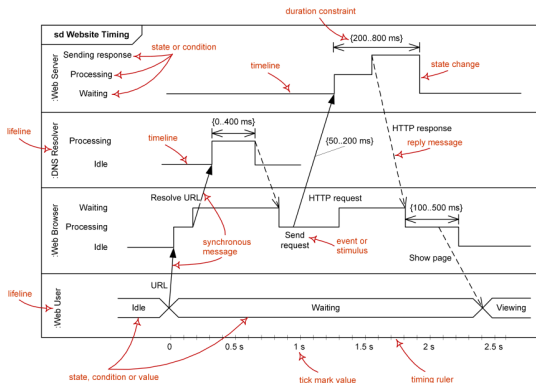 duration constraint
sd Website Timing
{200..800 ms}
Sending response
state or condition
Processing
timeline
state change
Waiting
:Web Server
lifeline
{0..400 ms}
HTTP response
Processing
timeline
{50..200 ms}
reply message
Idle
:DNS Resolver
Resolve URL
HTTP request
Waiting
{100..500 ms}
Processing
Send
request
event or
stimulus
synchronous
message
Idle
:Web Browser
Show page
URL
lifeline
Idle
Waiting
Viewing
:Web User
0
0.5 s
1 s
1.5 s
2 s
2.5 s
state, condition or value
tick mark value
timing ruler